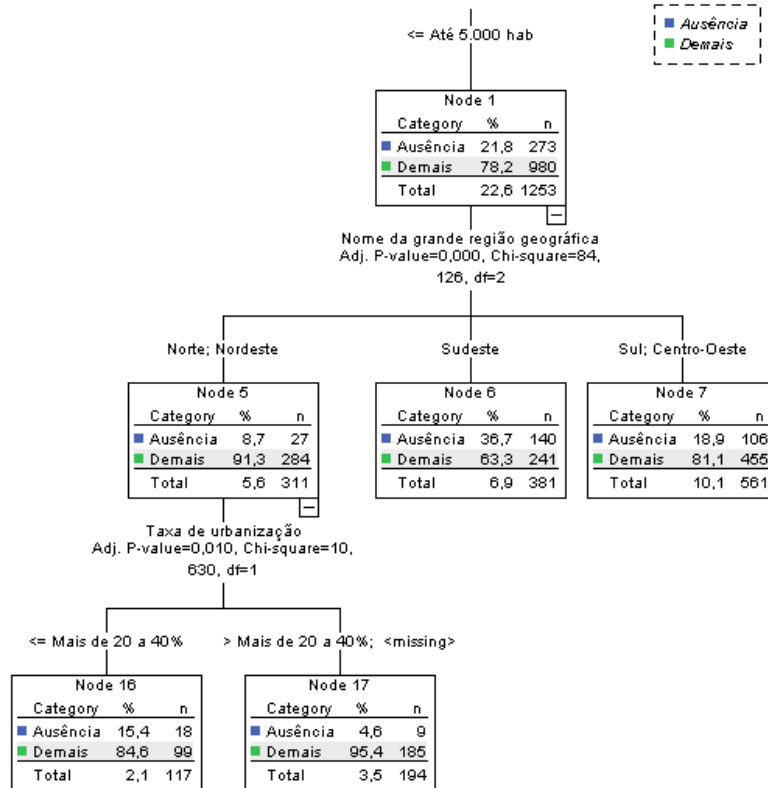 <= Até 5.000 hab
Ausência
Demais
Node 1
Category % n
Ausência 21,8 273
Demais 78,2 980
Total 22,6 1253
Nome da grande região geográfica
Adj. P-value=0,000, Chi-square=84,
126, df=2
Norte; Nordeste
Sudeste
Sul; Centro-Oeste
Node 5
Category % n
Ausência 8,7 27
Demais 91,3 284
Total 5,6 311
Node 6
Category % n
Ausência 36,7 140
Demais 63,3 241
Total 6,9 381
Node 7
Category % n
Ausência 18,9 106
Demais 81,1 455
Total 10,1 561
Taxa de urbanização
Adj. P-value=0,010, Chi-square=10,
630, df=1
<= Mais de 20 a 40%
> Mais de 20 a 40%; <missing>
Node 16
Category % n
Ausência 15,4 18
Demais 84,6 99
Total 2,1 117
Node 17
Category % n
Ausência 4,6 9
Demais 95,4 185
Total 3,5 194